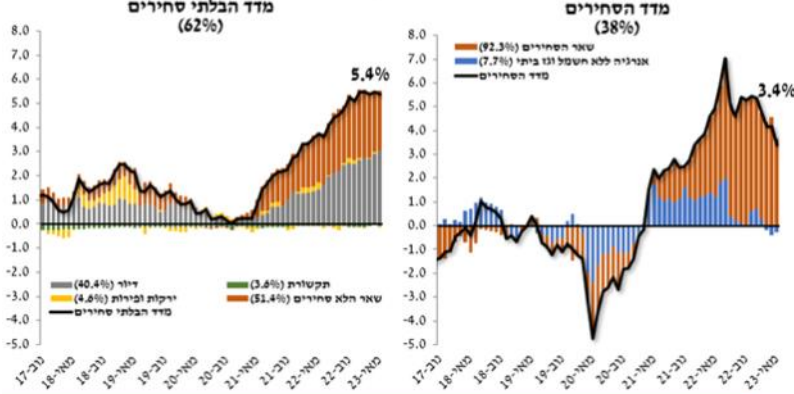 מדד הבלתי סחירים
(62%)
8.0
7.0
6.0
5.0
4.0
3.0
2.0
1.0
0.0
-1.0
-2.0
-3.0
-4.0
-5.0
5.4%
דיור (40.4%)
תקשורת (3.6%)
ירקות ופירות (4.6%)
שאר הלא סחירים (51.4%)
מדד הבלתי סחירים
נוב-17
מאי-18
נוב-18
מאי-19
נוב-19
מאי-20
נוב-20
מאי-21
נוב-21
מאי-22
נוב-22
מאי-23
מדד הסחירים
(38%)
8.0
7.0
6.0
5.0
4.0
3.0
2.0
1.0
0.0
-1.0
-2.0
-3.0
-4.0
-5.0
שאר הסחירים (92.3%)
אנרגיה ללא חשמל וגז ביתי (7.7%)
מדד הסחירים
3.4%
נוב-17
מאי-18
נוב-18
מאי-19
נוב-19
מאי-20
נוב-20
מאי-21
נוב-21
מאי-22
נוב-22
מאי-23